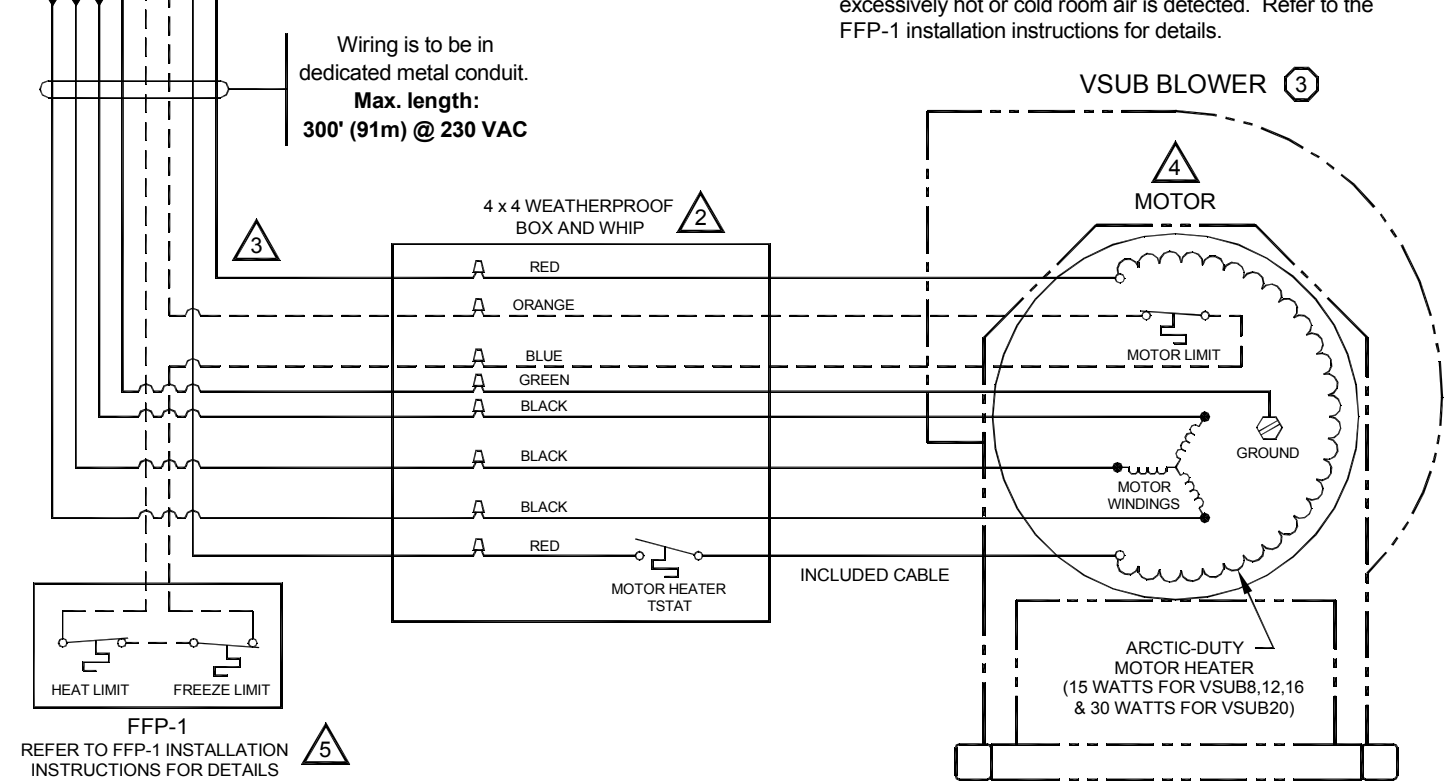 excessively hot or cold room air is detected. Refer to the
FFP-1 installation instructions for details.
Wiring is to be in
dedicated metal conduit.
Max. length:
300' (91m) @ 230 VAC
VSUB BLOWER 3
4
MOTOR
4 x 4 WEATHERPROOF
BOX AND WHIP
2
3
RED
ORANGE
MOTOR LIMIT
BLUE
GREEN
BLACK
GROUND
BLACK
MOTOR
WINDINGS
BLACK
RED
MOTOR HEATER
TSTAT
INCLUDED CABLE
ARCTIC-DUTY
MOTOR HEATER
(15 WATTS FOR VSUB8,12,16
& 30 WATTS FOR VSUB20)
HEAT LIMIT
FREEZE LIMIT
FFP-1
REFER TO FFP-1 INSTALLATION
INSTRUCTIONS FOR DETAILS
5